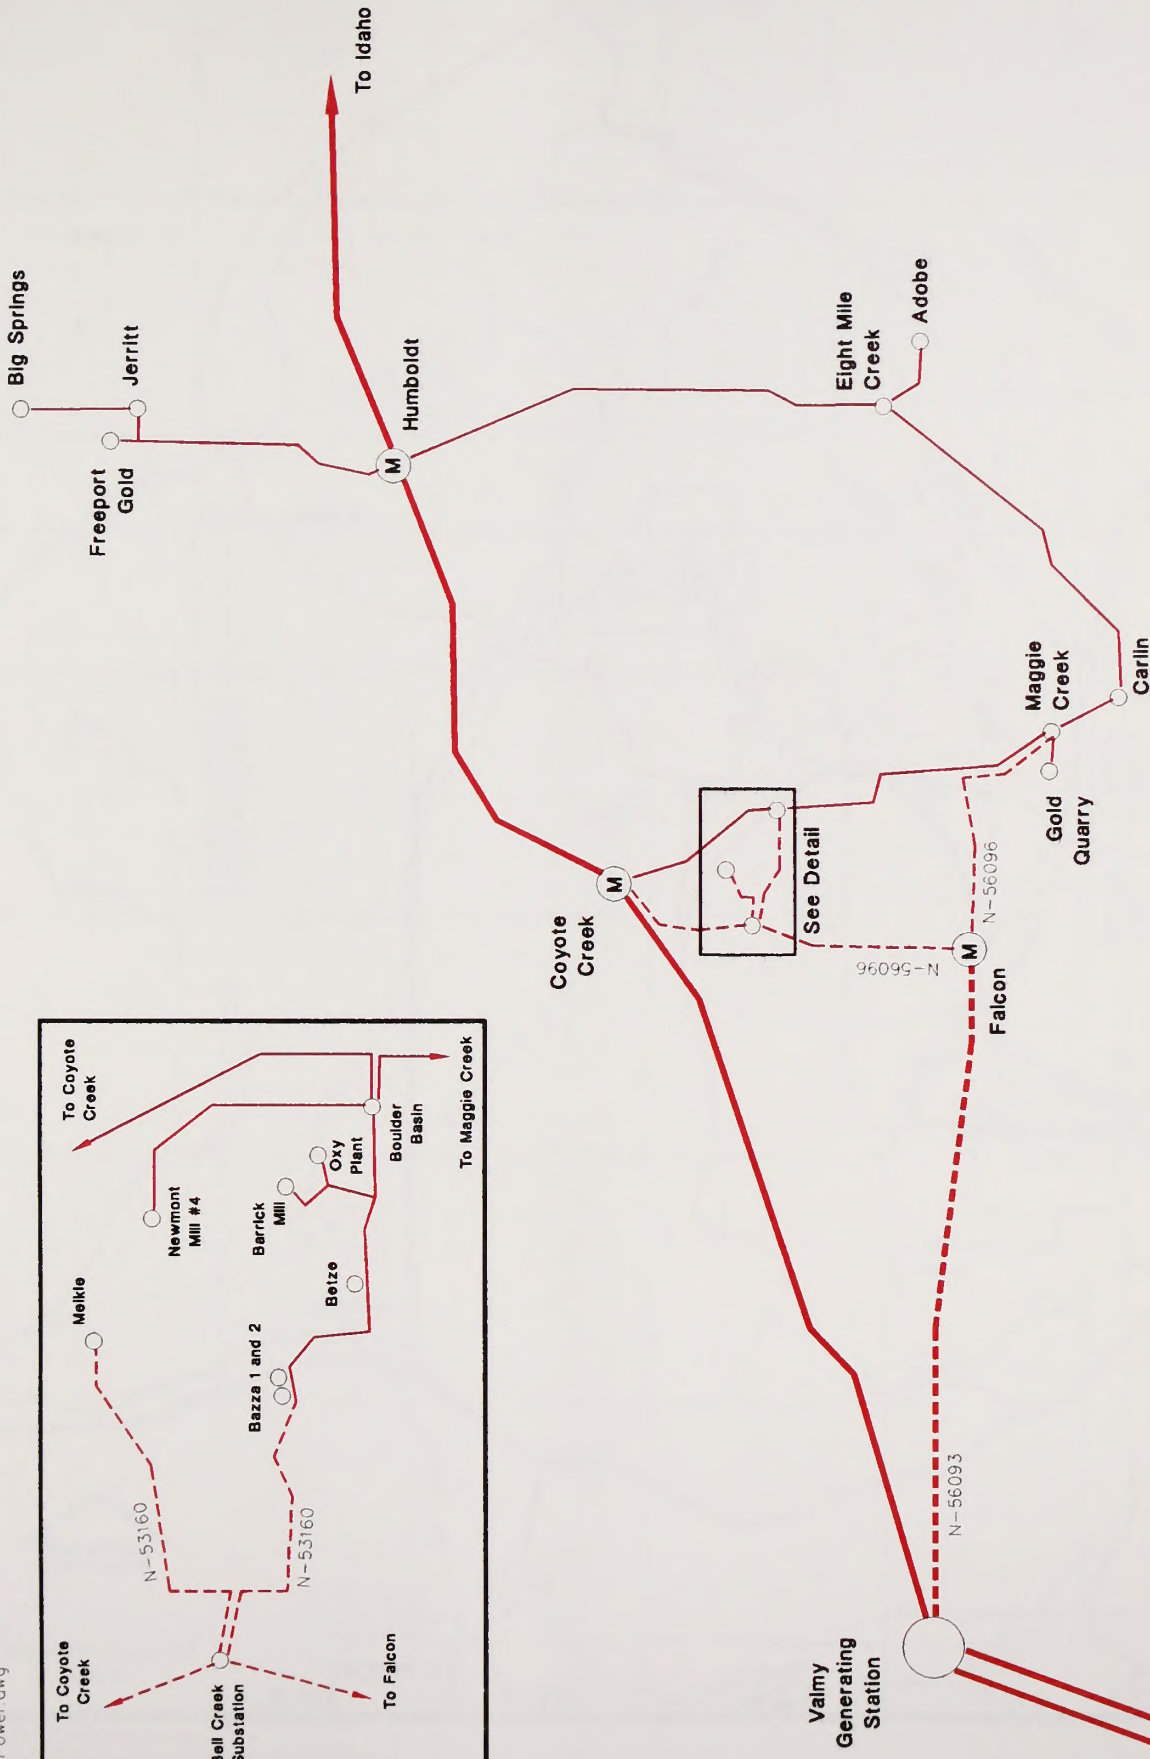 Power.dwg
To Idaho
Big Springs
Jerritt
Freeport
Gold
Humboldt
Eight Mile
Creek
Adobe
Maggie
Creek
Carlin
Gold
Quarry
See Detail
Coyote
Creek
M
M
M
N-56096
N-56096
Falcon
N-56093
Valmy
Generating
Station
To Coyote
Creek
Newmont
Mill #4
Oxy
Plant
Boulder
Basin
To Maggie Creek
Barrick
Mill
Betze
Meikle
Bazza 1 and 2
N-53160
N-53160
To Coyote
Creek
Bell Creek
Substation
To Falcon